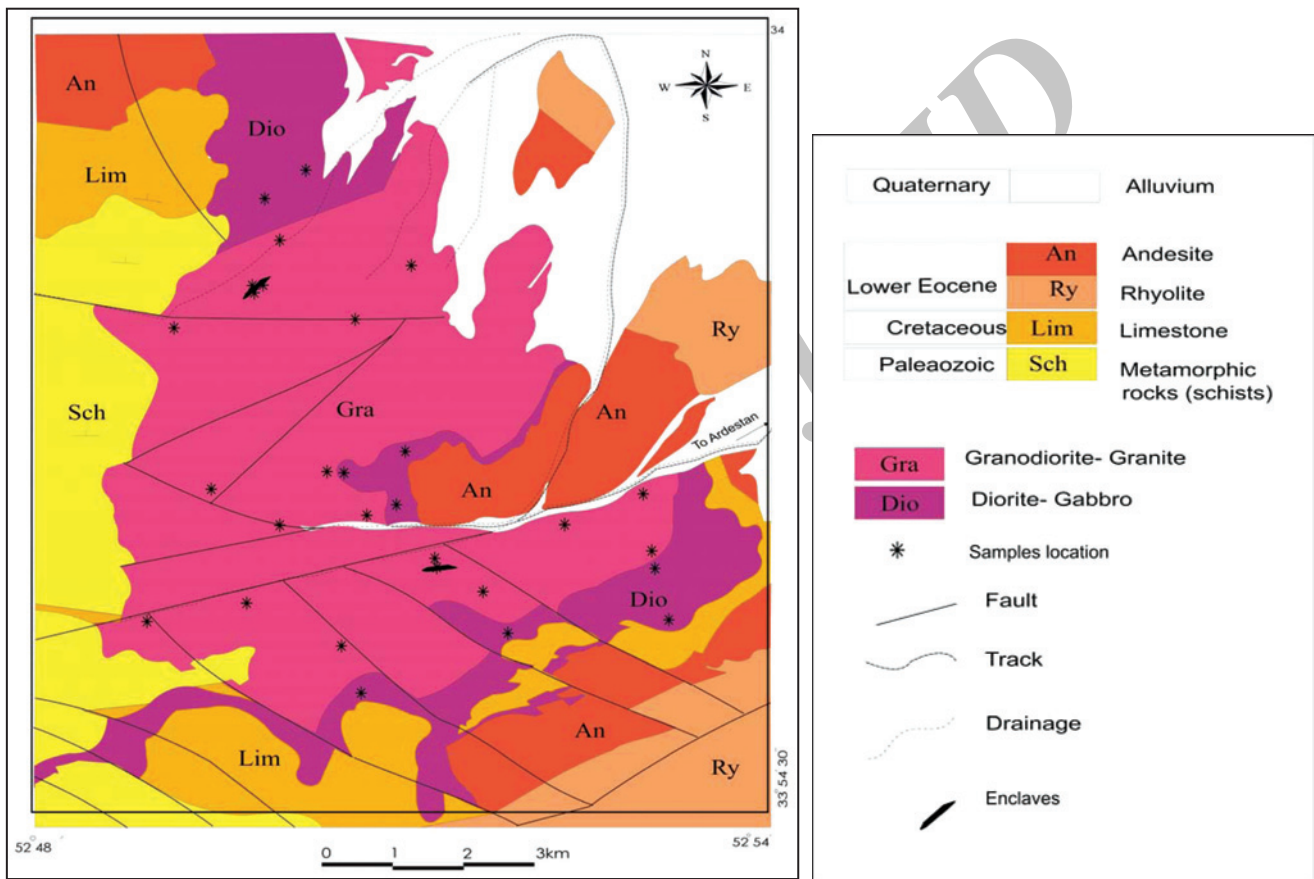 34
N
W E
S
An
Dio
Lim
Ry
Sch
Gra
An
To Ardestan
An
Dio
An
Lim
Ry
33 54 30
52° 48
52° 54
0 1 2 3km
Quaternary Alluvium
An Andesite
Lower Eocene
Ry Rhyolite
Cretaceous Lim Limestone
Paleaozoic Sch Metamorphic
rocks (schists)
Gra Granodiorite- Granite
Dio Diorite- Gabbro
Samples location
Fault
Track
Drainage
Enclaves